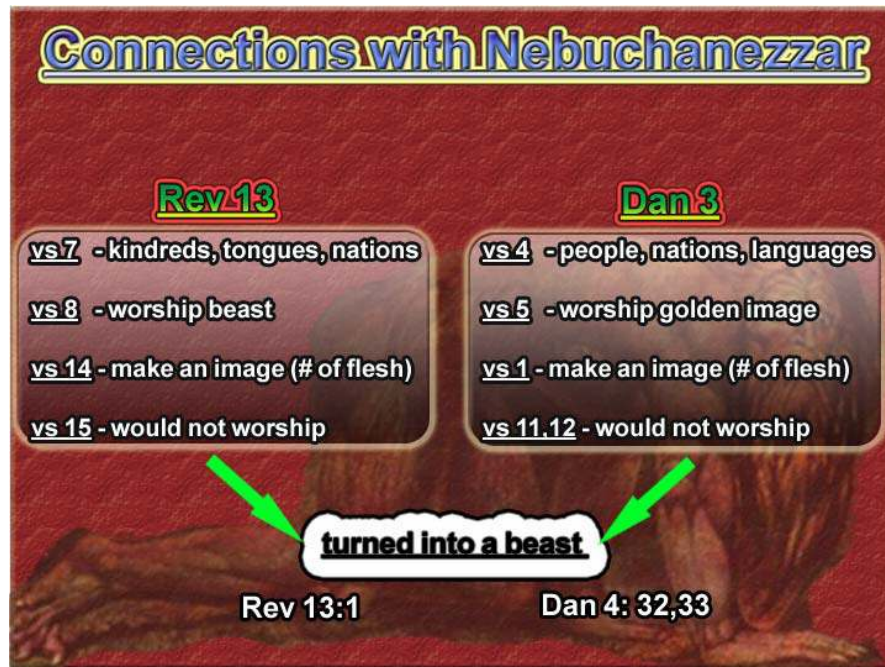 Connections with Nebuchanezzar
Rev 13
vs 7 - kindreds, tongues, nations
vs 8 - worship beast
vs 14 - make an image (# of flesh)
vs 15 - would not worship
Dan 3
vs 4 - people, nations, languages
vs 5 - worship golden image
vs 1 - make an image (# of flesh)
vs 11,12 - would not worship
turned into a beast
Rev 13:1
Dan 4: 32,33